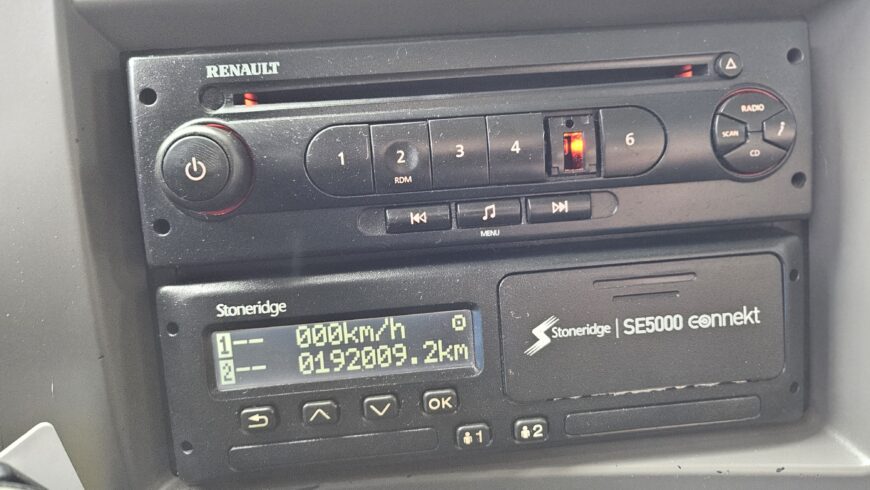 RENAULT
1 2 3 4 6
RDM
RADIO
SCAN i
CD
MENU
Stoneridge
1-- 000km/h
2-- 0192009.2km
Stoneridge | SE5000 connekt
OK
1 2